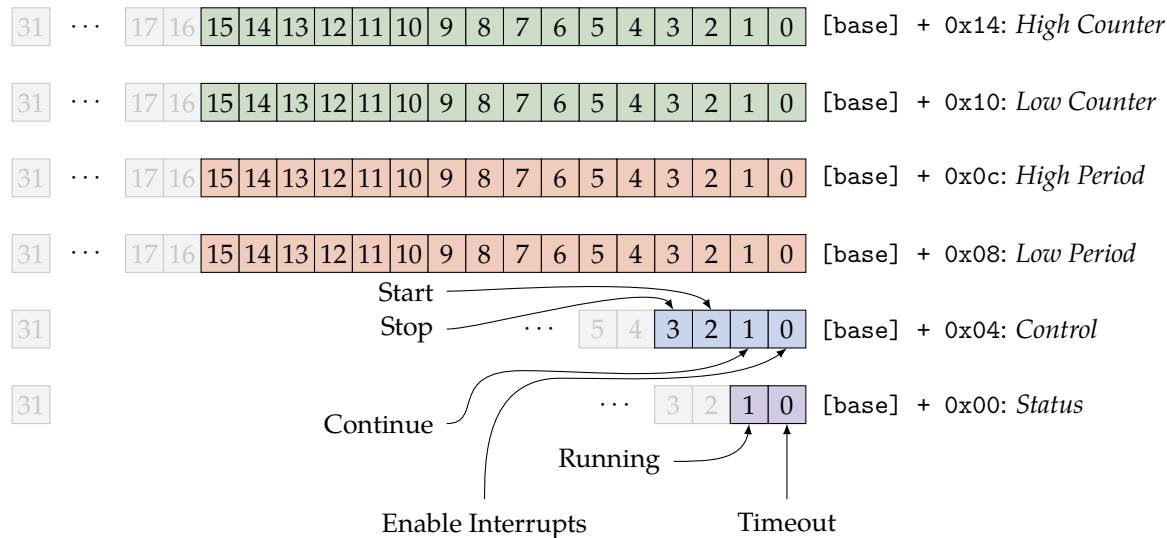 31 ··· 17 16 15 14 13 12 11 10 9 8 7 6 5 4 3 2 1 0 [base] + 0x14: High Counter
31 ··· 17 16 15 14 13 12 11 10 9 8 7 6 5 4 3 2 1 0 [base] + 0x10: Low Counter
31 ··· 17 16 15 14 13 12 11 10 9 8 7 6 5 4 3 2 1 0 [base] + 0x0c: High Period
31 ··· 17 16 15 14 13 12 11 10 9 8 7 6 5 4 3 2 1 0 [base] + 0x08: Low Period
Start
Stop
31 ··· 5 4 3 2 1 0 [base] + 0x04: Control
31 ··· 3 2 1 0 [base] + 0x00: Status
Continue
Running
Enable Interrupts
Timeout